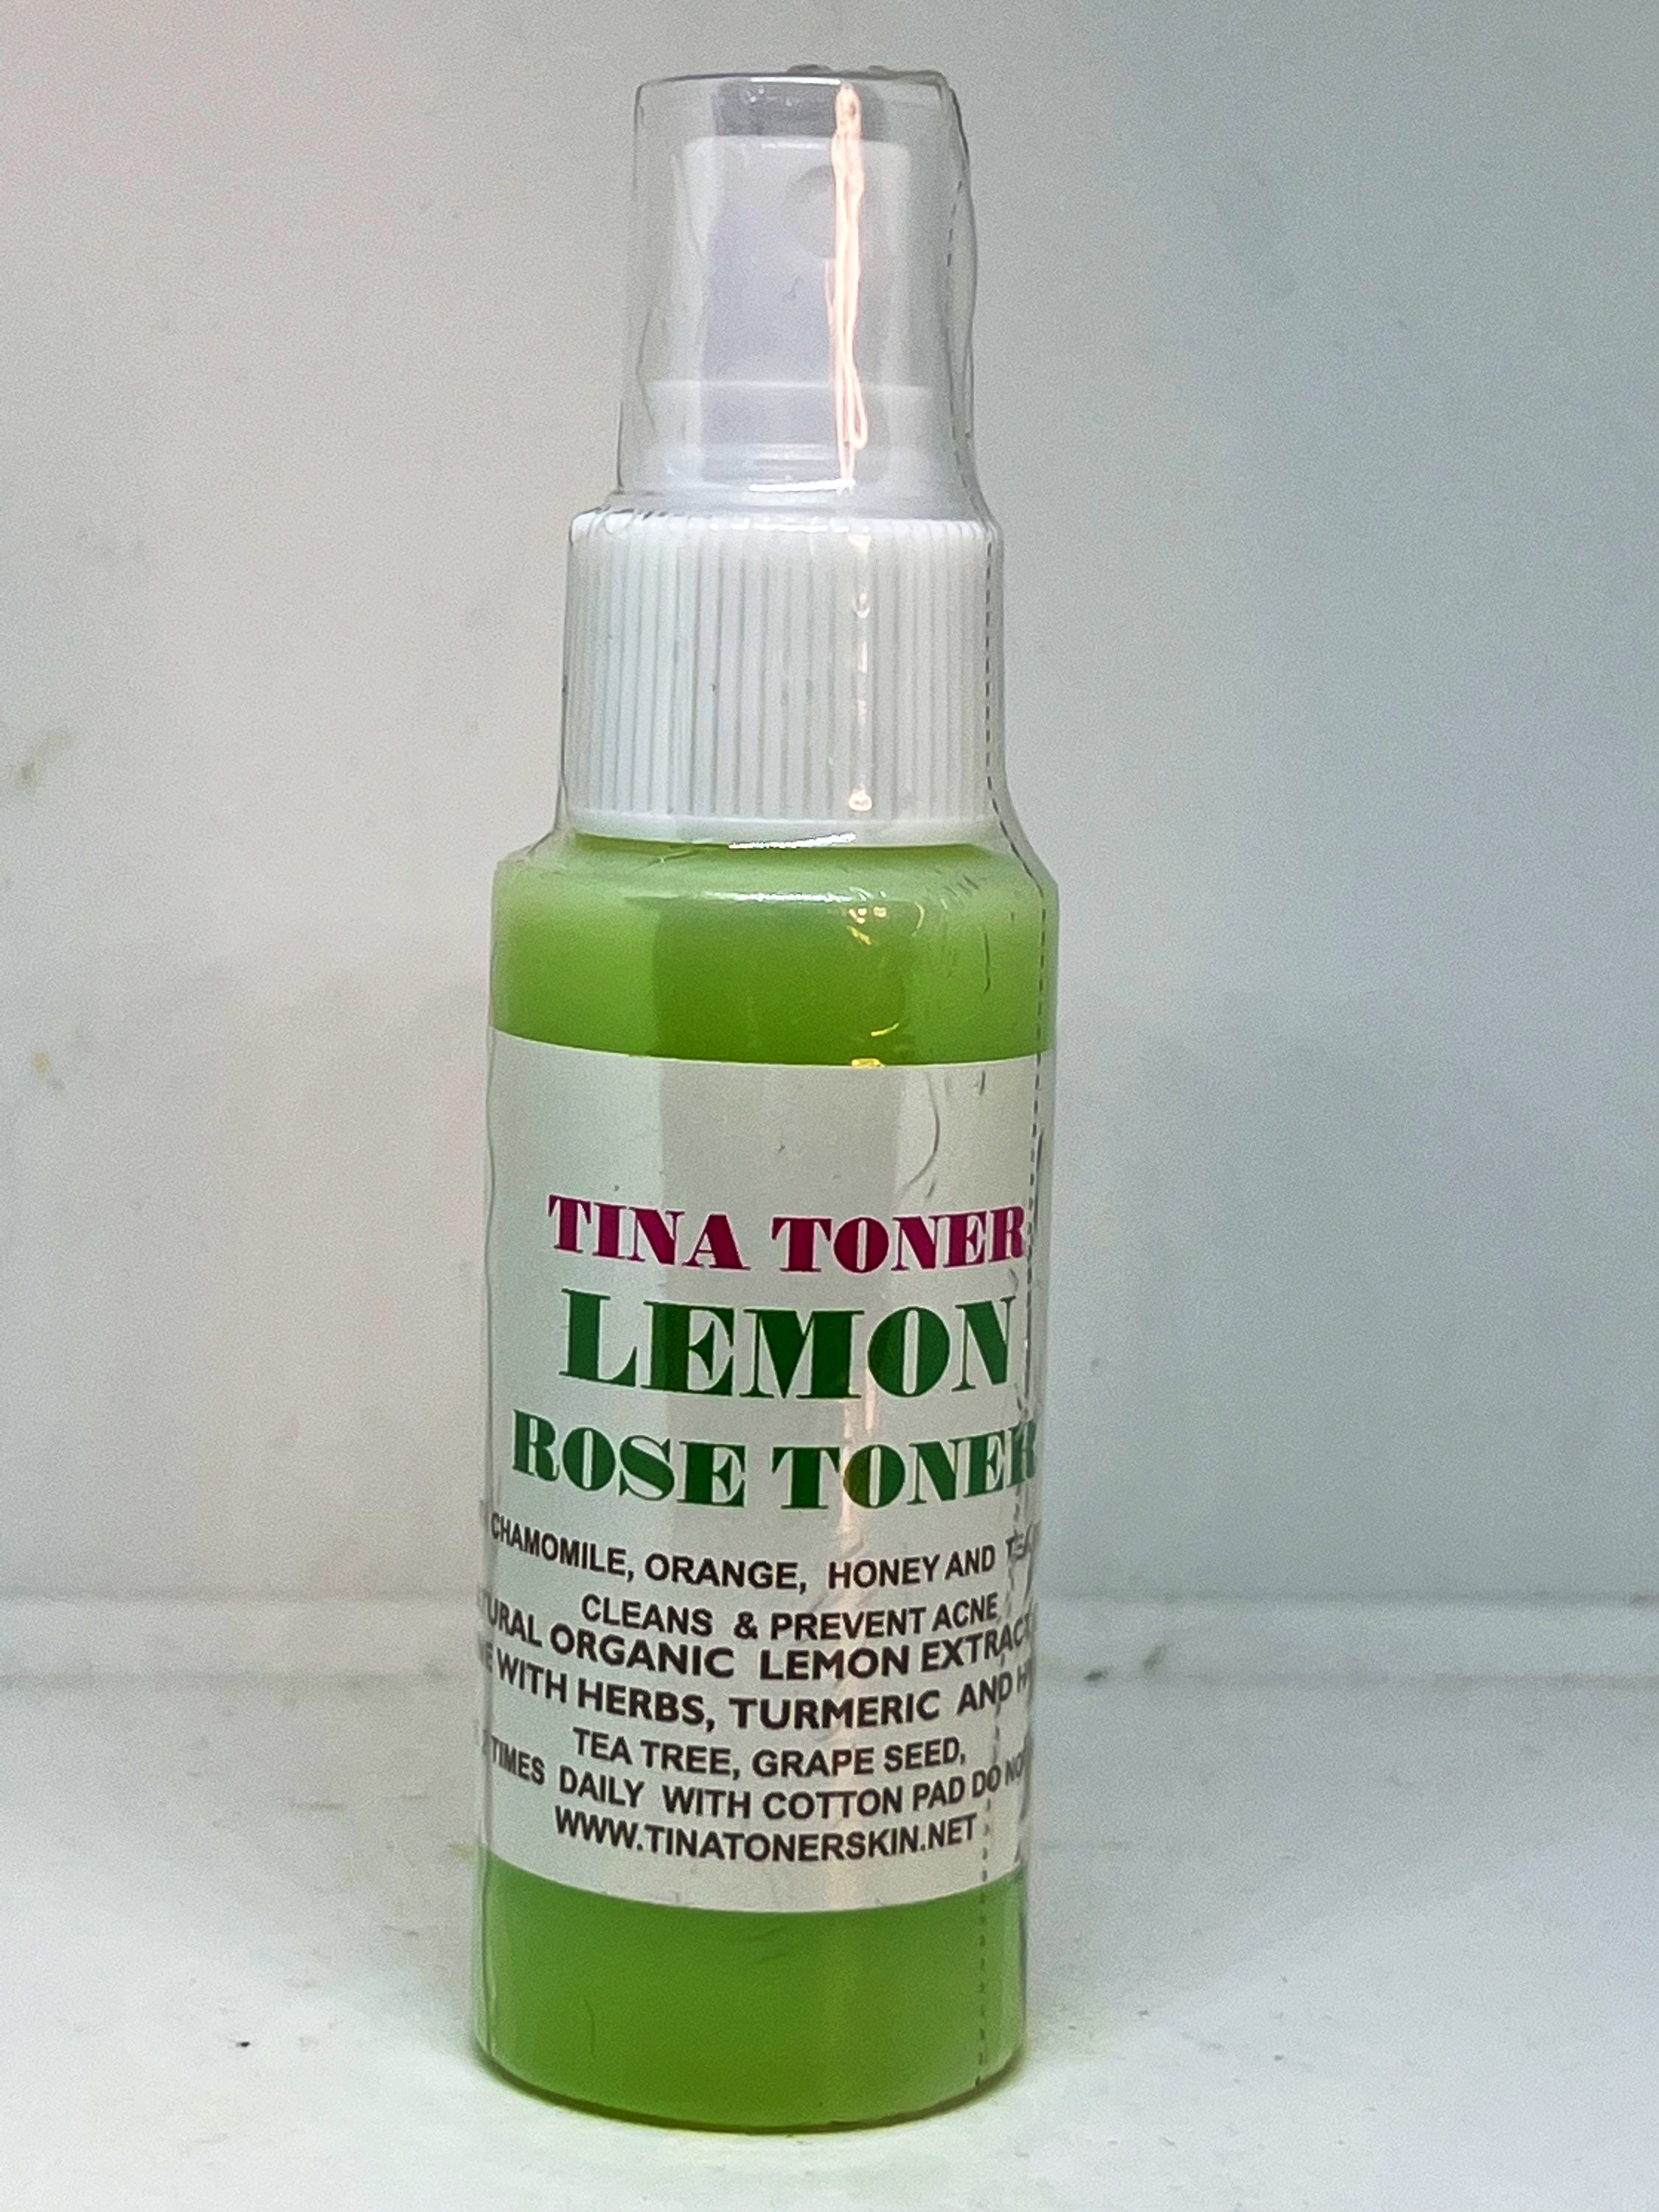 TINA TONER
LEMON
ROSE TONER
CHAMOMILE, ORANGE, HONEY AND
CLEANS & PREVENT ACNE
ORGANIC LEMON EXTRACT
WITH HERBS, TURMERIC AND
TEA TREE, GRAPE SEED,
TIMES DAILY WITH COTTON PAD DO
WWW.TINATONERSKIN.NET